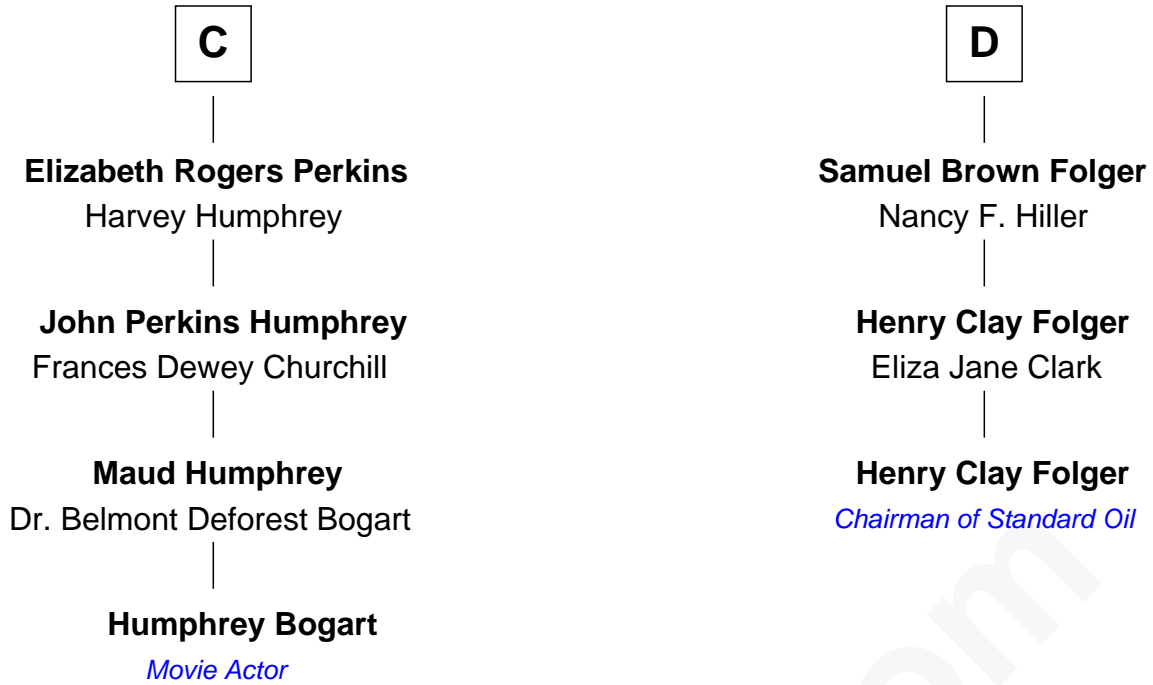 C
Elizabeth Rogers Perkins
Harvey Humphrey
John Perkins Humphrey
Frances Dewey Churchill
Maud Humphrey
Dr. Belmont Deforest Bogart
Humphrey Bogart
Movie Actor
D
Samuel Brown Folger
Nancy F. Hiller
Henry Clay Folger
Eliza Jane Clark
Henry Clay Folger
Chairman of Standard Oil
om